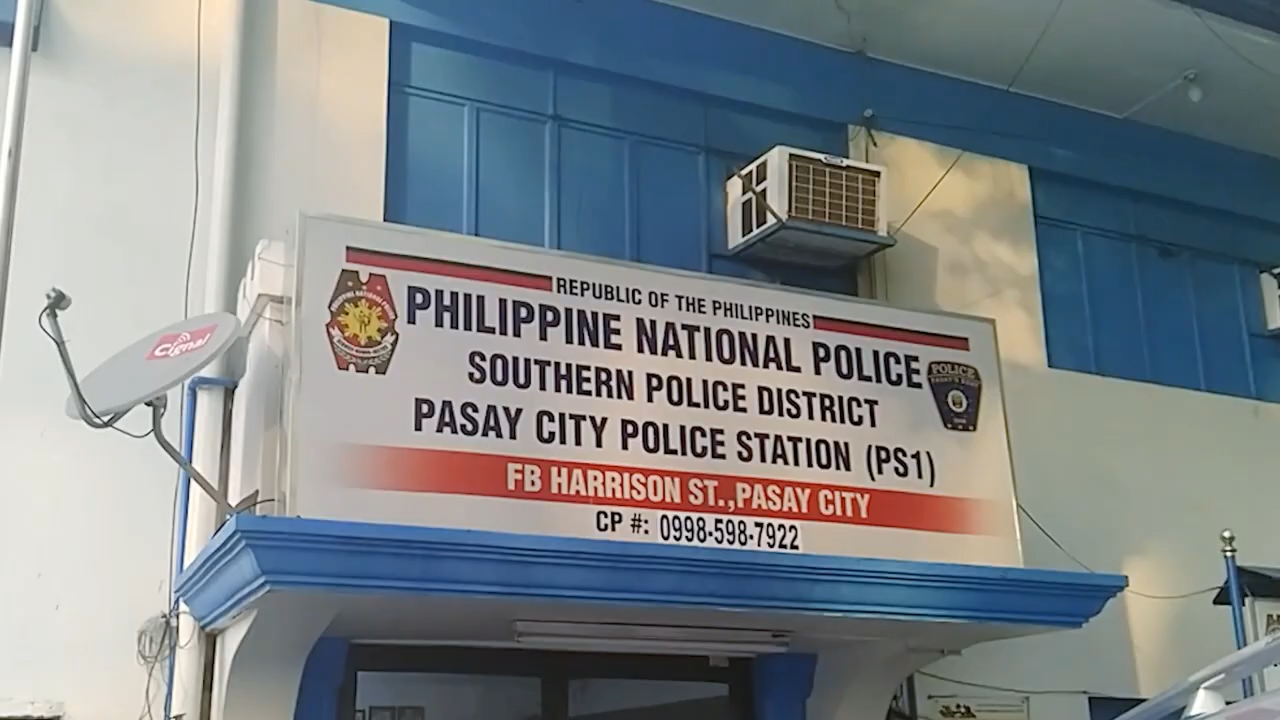 REPUBLIC OF THE PHILIPPINES
PHILIPPINE NATIONAL POLICE
SOUTHERN POLICE DISTRICT
PASAY CITY POLICE STATION (PS1)
FB HARRISON ST.,PASAY CITY
CP #: 0998-598-7922
POLICE
Cignal